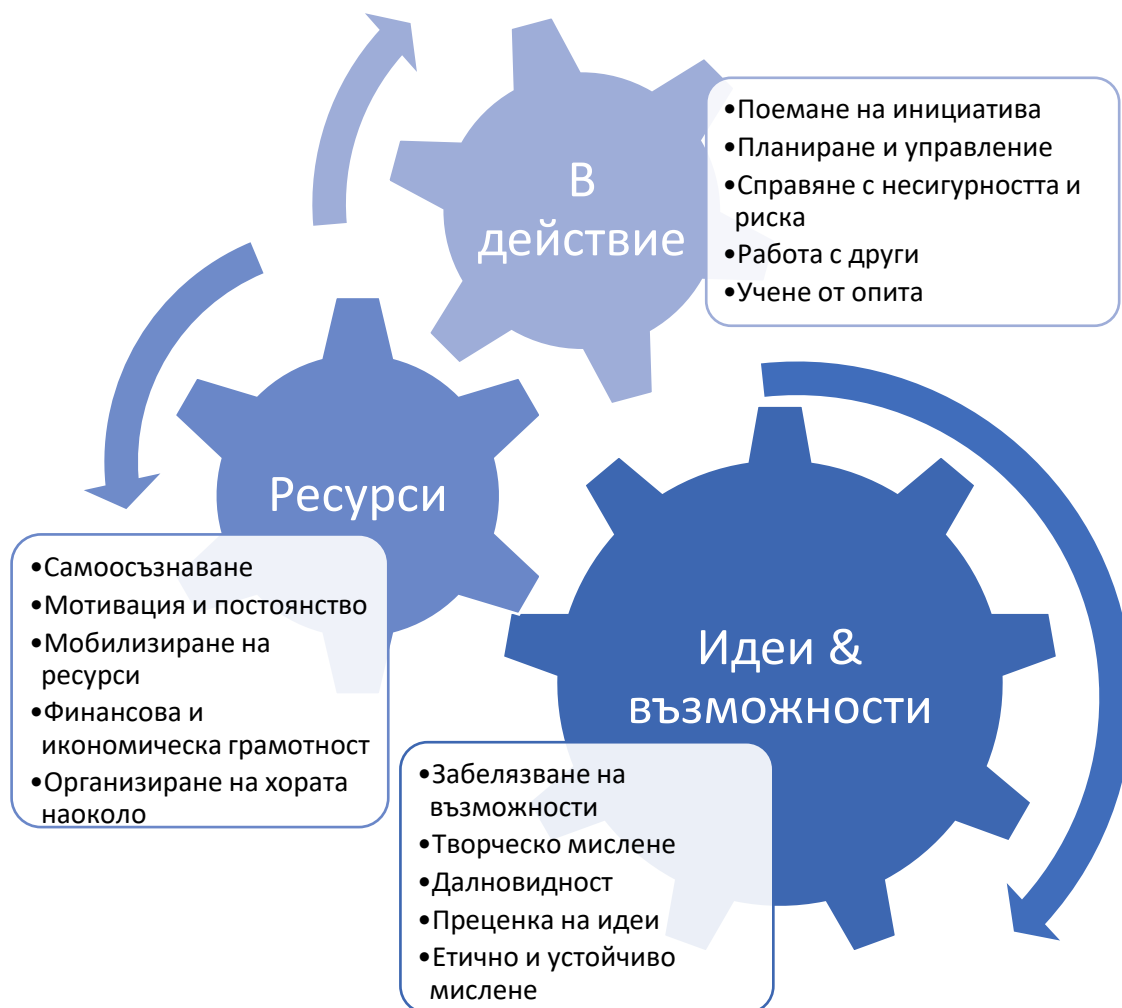 В
действие
•Поемане на инициатива
•Планиране и управление
•Справяне с несигурността и
риска
•Работа с други
•Учене от опита
Ресурси
•Самоосъзнаване
•Мотивация и постоянство
•Мобилизиране на
ресурси
•Финансова и
икономическа грамотност
•Организиране на хората
наоколо
Идеи &
възможности
•Забелязване на
възможности
•Творческо мислене
•Далновидност
•Преценка на идеи
•Етично и устойчиво
мислене